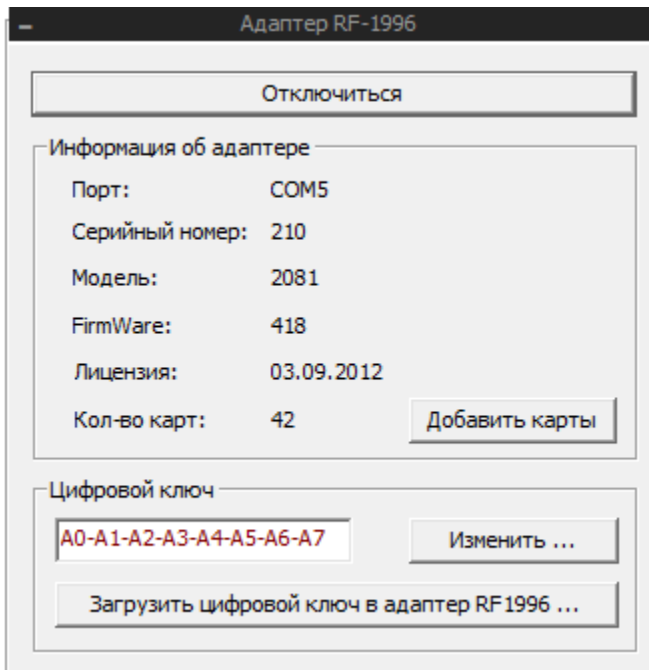 Адаптер RF-1996
Отключиться
Информация об адаптере
Порт: COM5
Серийный номер: 210
Модель: 2081
FirmWare: 418
Лицензия: 03.09.2012
Кол-во карт: 42 Добавить карты
Цифровой ключ
A0-A1-A2-A3-A4-A5-A6-A7 Изменить ...
Загрузить цифровой ключ в адаптер RF1996 ...